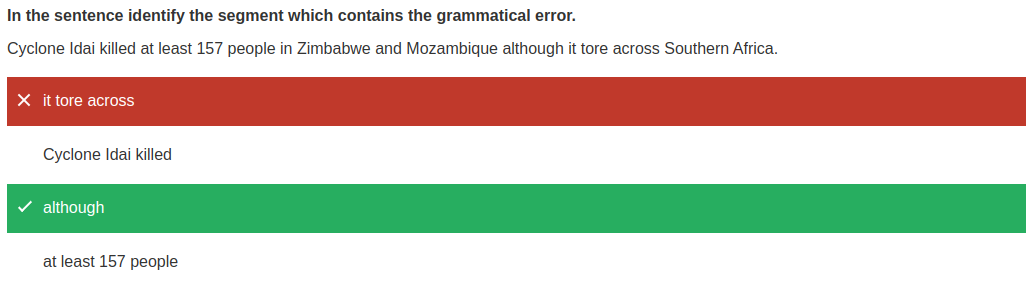 In the sentence identify the segment which contains the grammatical error.
Cyclone Idai killed at least 157 people in Zimbabwe and Mozambique although it tore across Southern Africa.
it tore across
Cyclone Idai killed
although
at least 157 people